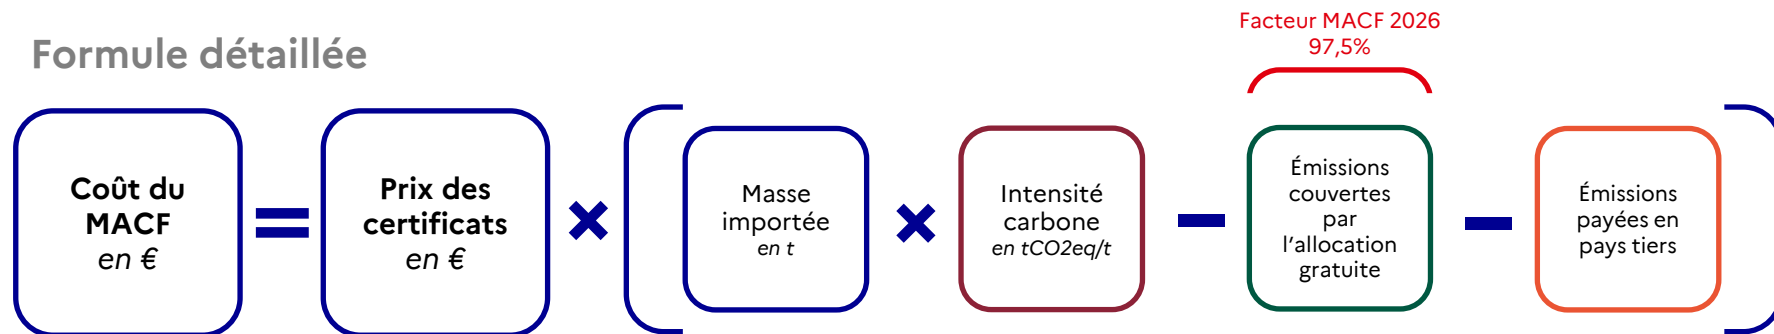 Facteur MACF 2026
97,5%
Formule détaillée
Coût du
MACF
en €
=
Prix des
certificats
en €
×
Masse
importée
en t
×
Intensité
carbone
en tCO2eq/t
−
Émissions
couvertes
par
l’allocation
gratuite
−
Émissions
payées en
pays tiers